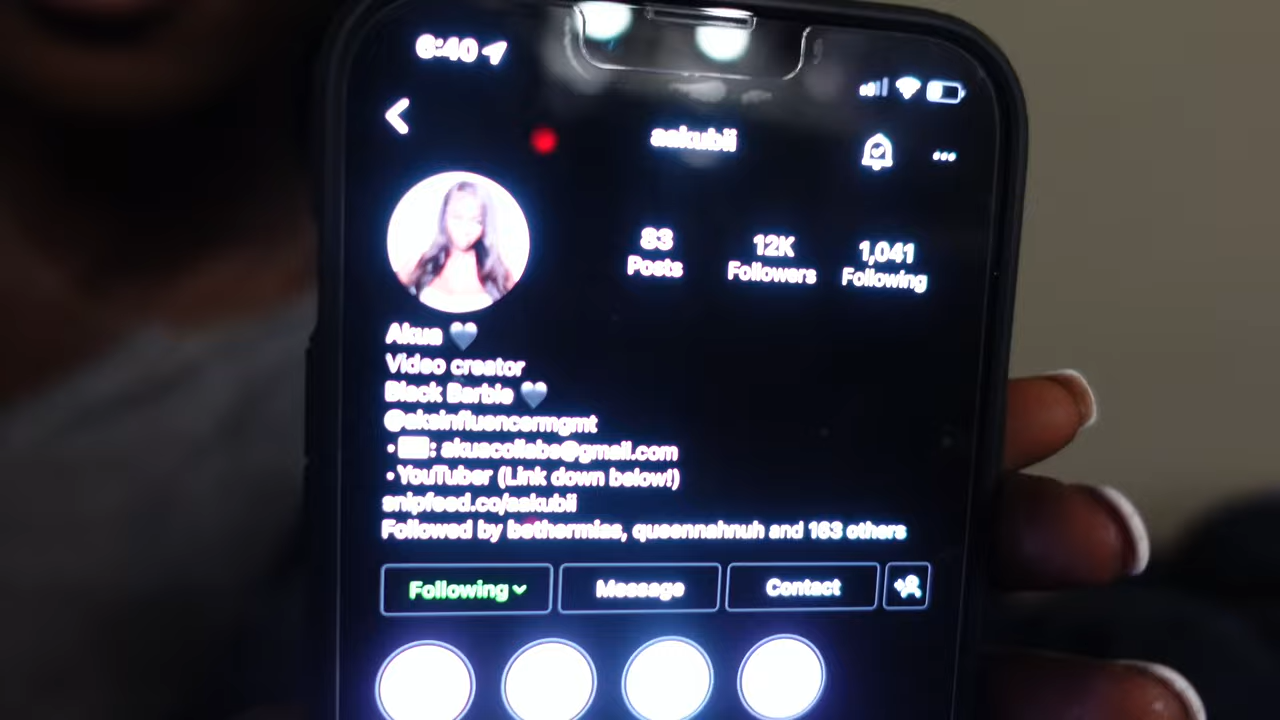 6:40
aakubii
83 12K 1,041
Posts Followers Following
Akua 🖤
Video creator
Black Barbie 🖤
@aksinfluencermgmt
• 📧: akuacollabs@gmail.com
• YouTuber (Link down below!)
snipfeed.co/aakubii
Followed by bethermias, queennahnuh and 163 others
Following Message Contact